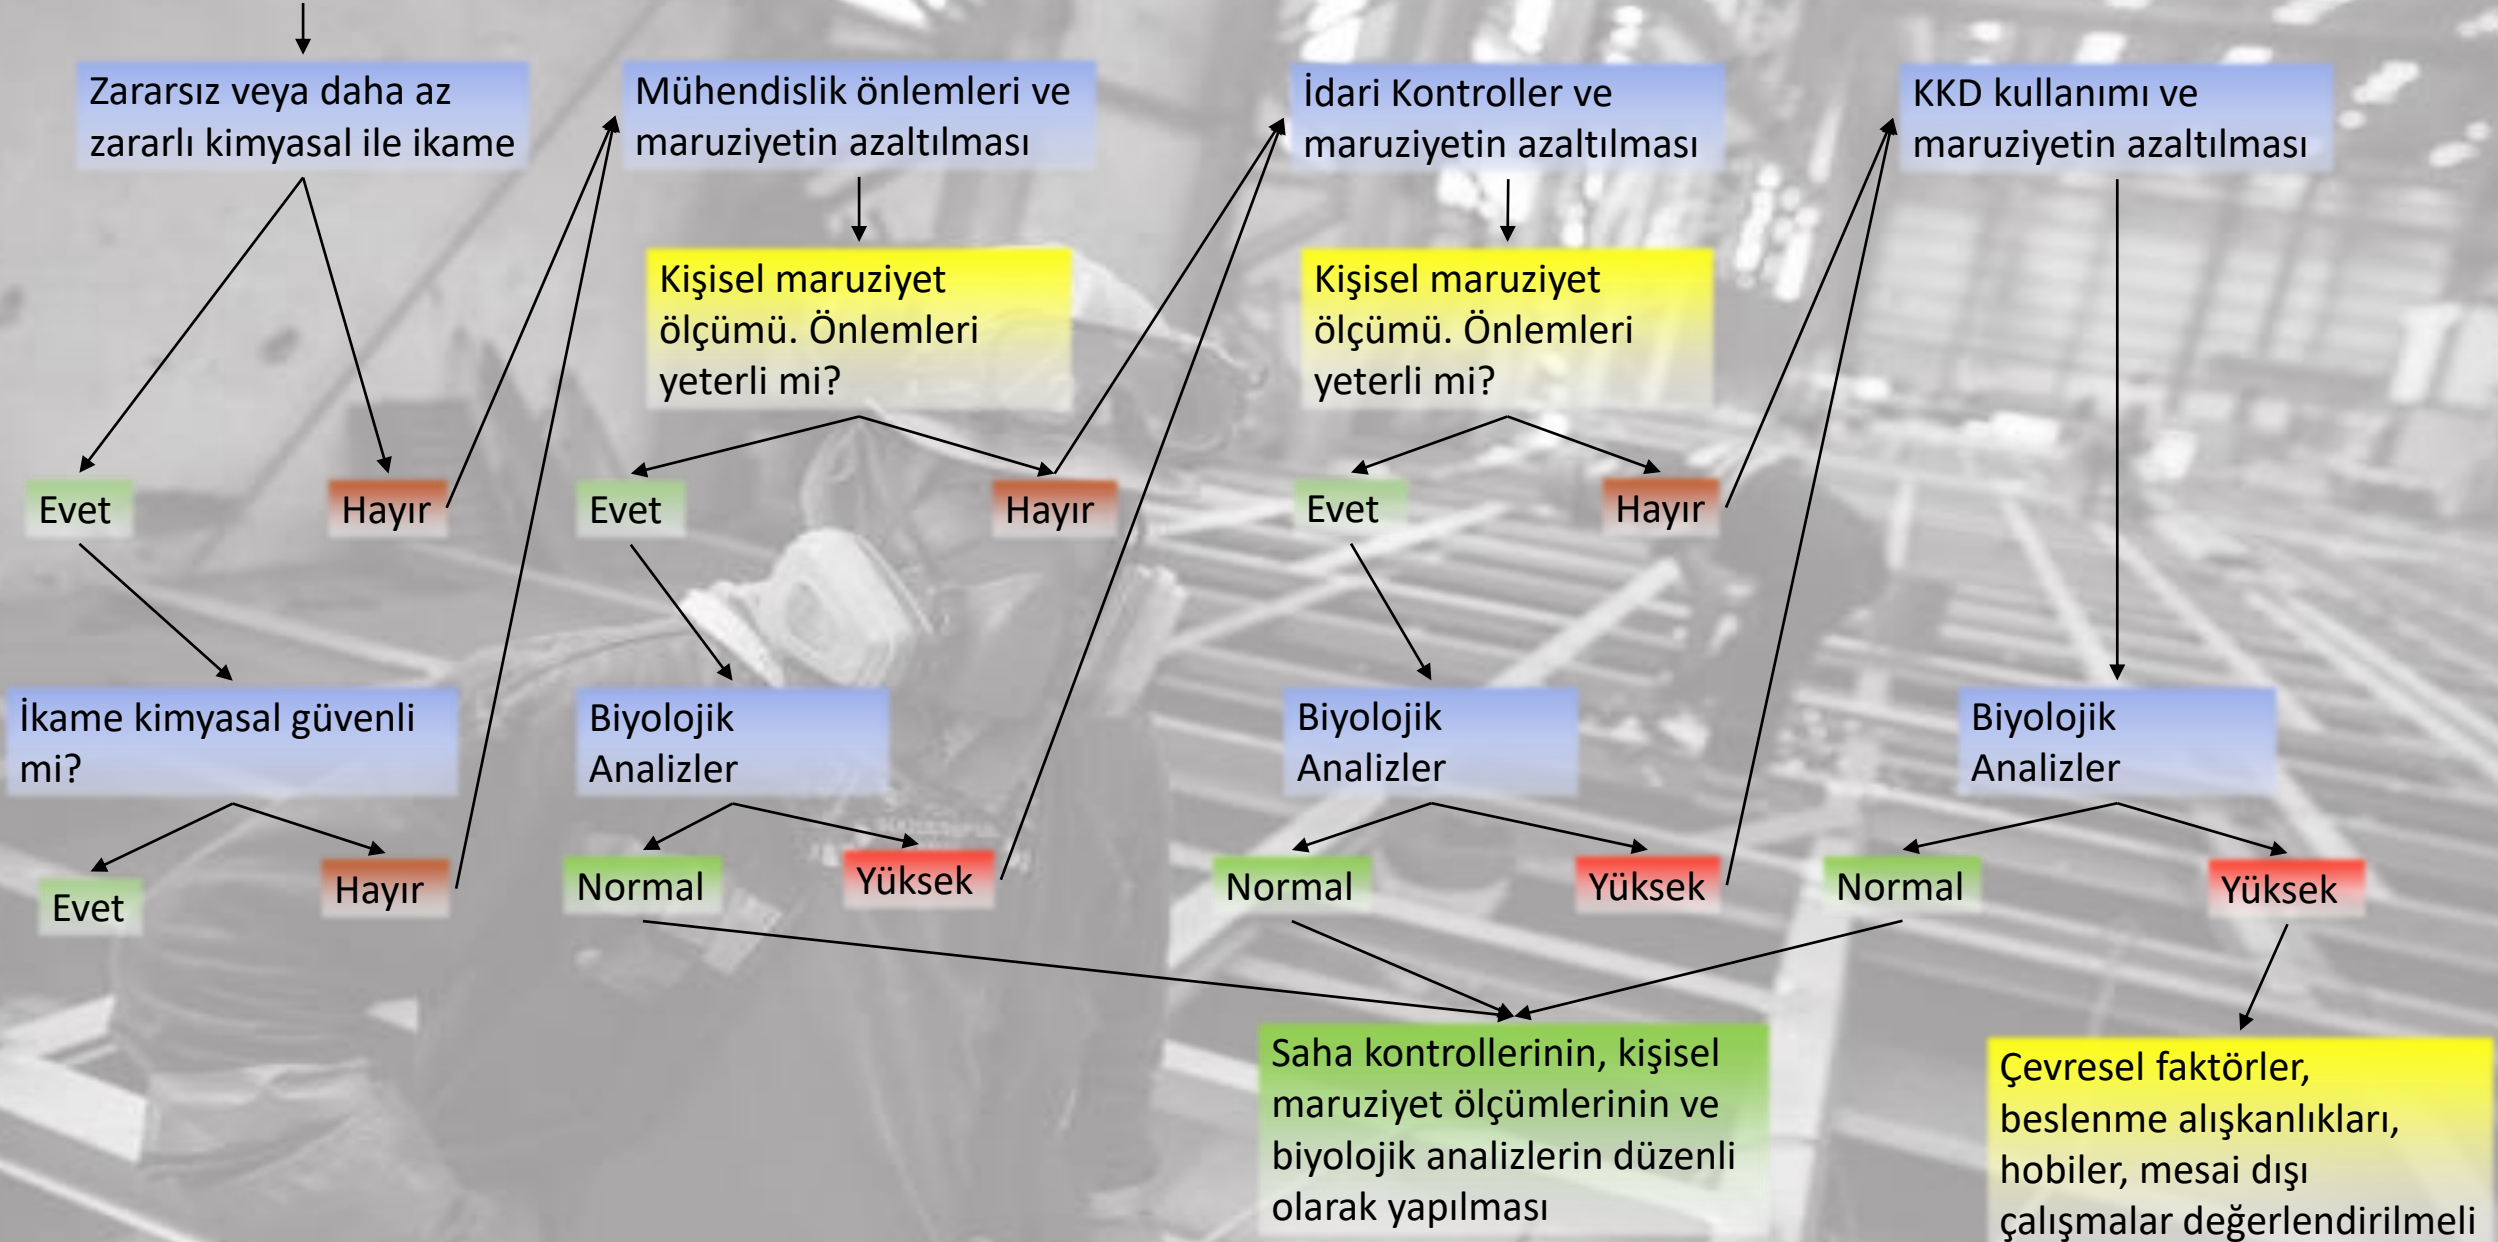 Zararsız veya daha az
zararlı kimyasal ile ikame
Mühendislik önlemleri ve
maruziyetin azaltılması
İdari Kontroller ve
maruziyetin azaltılması
KKD kullanımı ve
maruziyetin azaltılması
Kişisel maruziyet
ölçümü. Önlemleri
yeterli mi?
Kişisel maruziyet
ölçümü. Önlemleri
yeterli mi?
Evet
Hayır
Evet
Hayır
Evet
Hayır
İkame kimyasal güvenli
mi?
Biyolojik
Analizler
Biyolojik
Analizler
Biyolojik
Analizler
Evet
Hayır
Normal
Yüksek
Normal
Yüksek
Normal
Yüksek
Saha kontrollerinin, kişisel
maruziyet ölçümlerinin ve
biyolojik analizlerin düzenli
olarak yapılması
Çevresel faktörler,
beslenme alışkanlıkları,
hobiler, mesai dışı
çalışmalar değerlendirilmeli